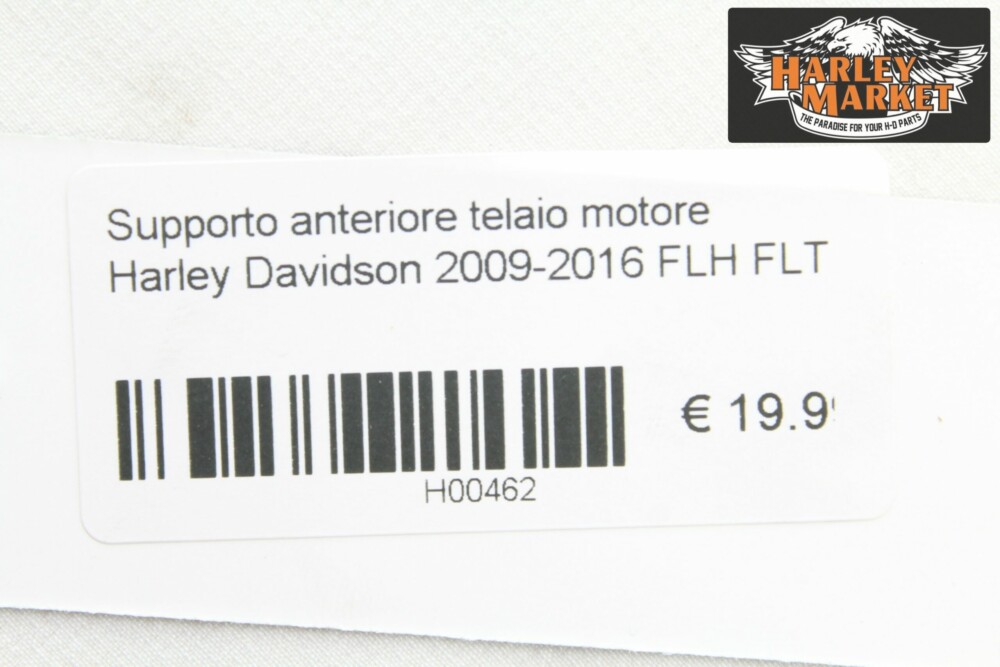 HARLEY
MARKET
THE PARADISE FOR YOUR H-D PARTS
Supporto anteriore telaio motore
Harley Davidson 2009-2016 FLH FLT
€ 19.9
H00462